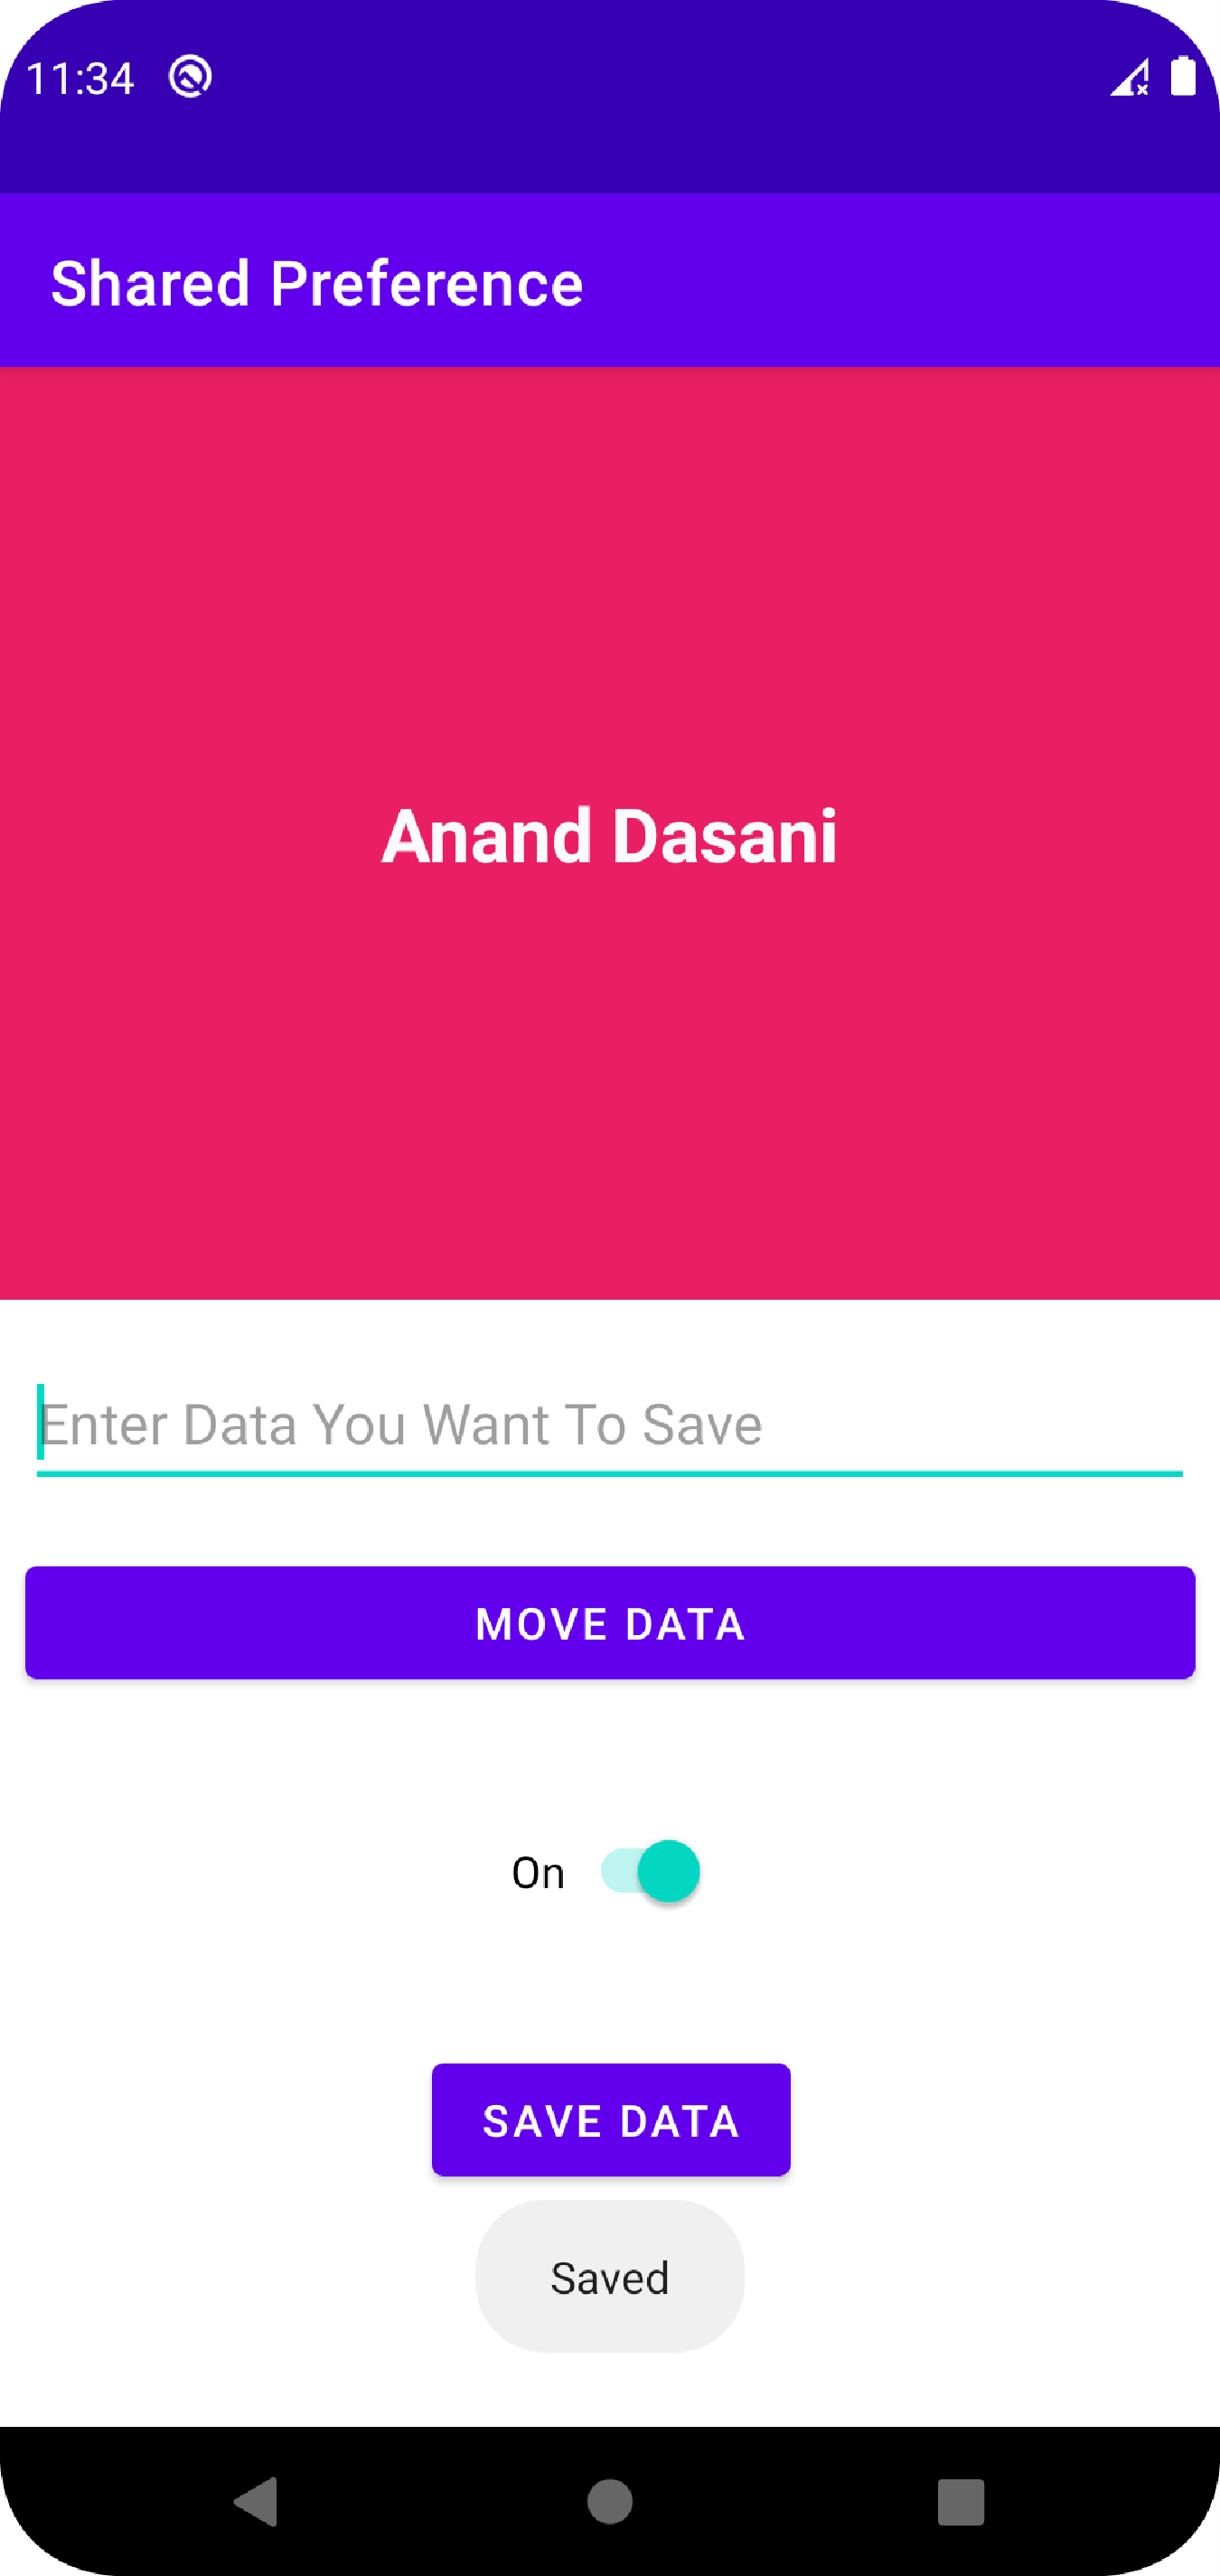 11:34
Shared Preference
Anand Dasani
Enter Data You Want To Save
MOVE DATA
On
SAVE DATA
Saved